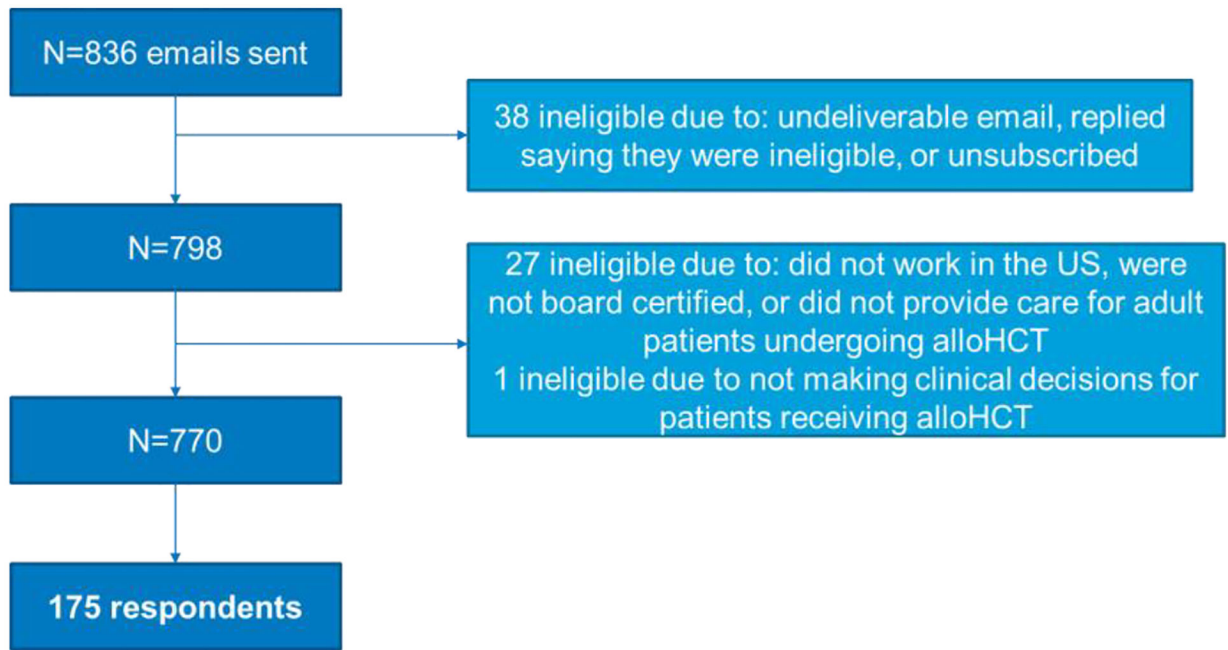 N=836 emails sent
38 ineligible due to: undeliverable email, replied
saying they were ineligible, or unsubscribed
N=798
27 ineligible due to: did not work in the US, were
not board certified, or did not provide care for adult
patients undergoing alloHCT
1 ineligible due to not making clinical decisions for
patients receiving alloHCT
N=770
175 respondents